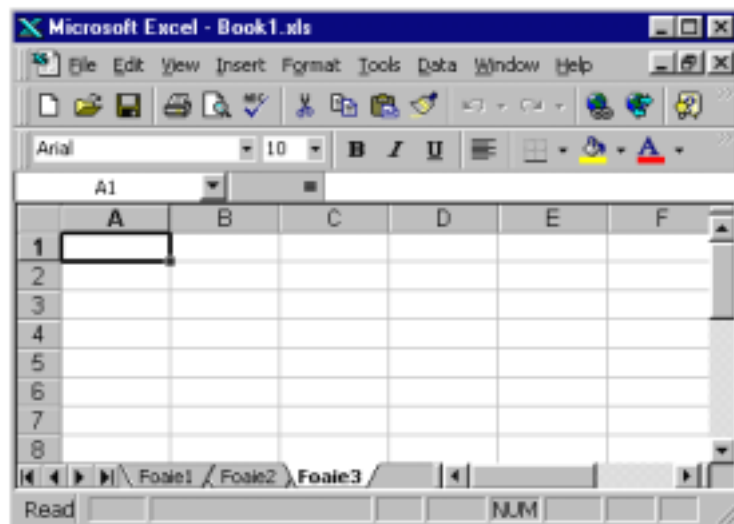 Microsoft Excel - Book1.xls
File Edit View Insert Format Tools Data Window Help
Arial 10 B I U A
A1 =
A B C D E F
1
2
3
4
5
6
7
8
Foaie1 Foaie2 Foaie3
Read NUM